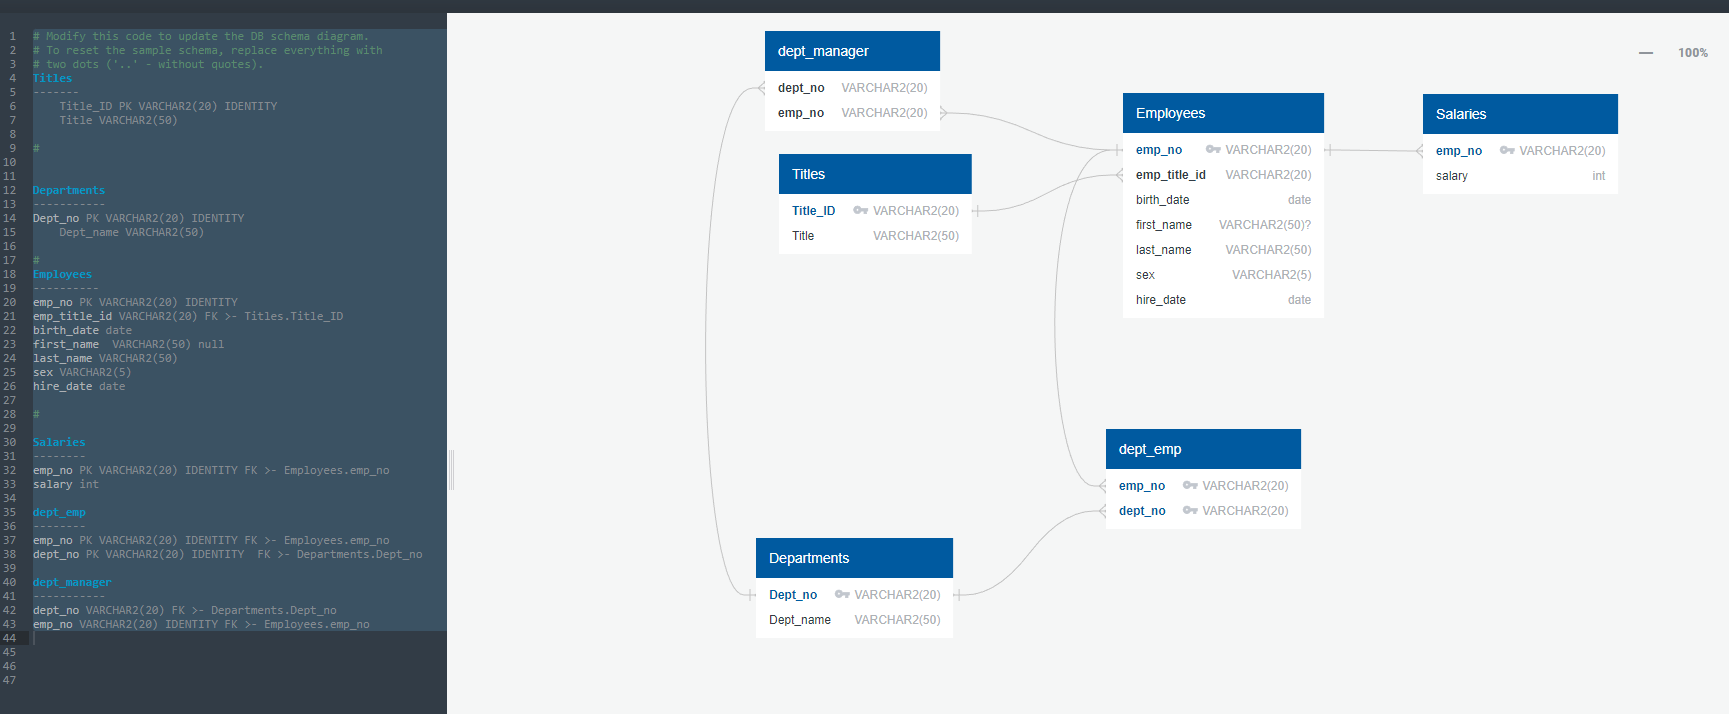 1 # Modify this code to update the DB schema diagram.
2 # To reset the sample schema, replace everything with
3 # two dots ('..' - without quotes).
4 Titles
5 -------
6 Title_ID PK VARCHAR2(20) IDENTITY
7 Title VARCHAR2(50)
8
9 #
10
11
12 Departments
13 -----------
14 Dept_no PK VARCHAR2(20) IDENTITY
15 Dept_name VARCHAR2(50)
16
17 #
18 Employees
19 ----------
20 emp_no PK VARCHAR2(20) IDENTITY
21 emp_title_id VARCHAR2(20) FK >- Titles.Title_ID
22 birth_date date
23 first_name  VARCHAR2(50) null
24 last_name VARCHAR2(50)
25 sex VARCHAR2(5)
26 hire_date date
27
28 #
29
30 Salaries
31 --------
32 emp_no PK VARCHAR2(20) IDENTITY FK >- Employees.emp_no
33 salary int
34
35 dept_emp
36 --------
37 emp_no PK VARCHAR2(20) IDENTITY FK >- Employees.emp_no
38 dept_no PK VARCHAR2(20) IDENTITY  FK >- Departments.Dept_no
39
40 dept_manager
41 -----------
42 dept_no VARCHAR2(20) FK >- Departments.Dept_no
43 emp_no VARCHAR2(20) IDENTITY FK >- Employees.emp_no
44
45
46
47
dept_manager
dept_no VARCHAR2(20)
emp_no VARCHAR2(20)
Titles
Title_ID VARCHAR2(20)
Title VARCHAR2(50)
Employees
emp_no VARCHAR2(20)
emp_title_id VARCHAR2(20)
birth_date date
first_name VARCHAR2(50)?
last_name VARCHAR2(50)
sex VARCHAR2(5)
hire_date date
100%
Salaries
emp_no VARCHAR2(20)
salary int
dept_emp
emp_no VARCHAR2(20)
dept_no VARCHAR2(20)
Departments
Dept_no VARCHAR2(20)
Dept_name VARCHAR2(50)